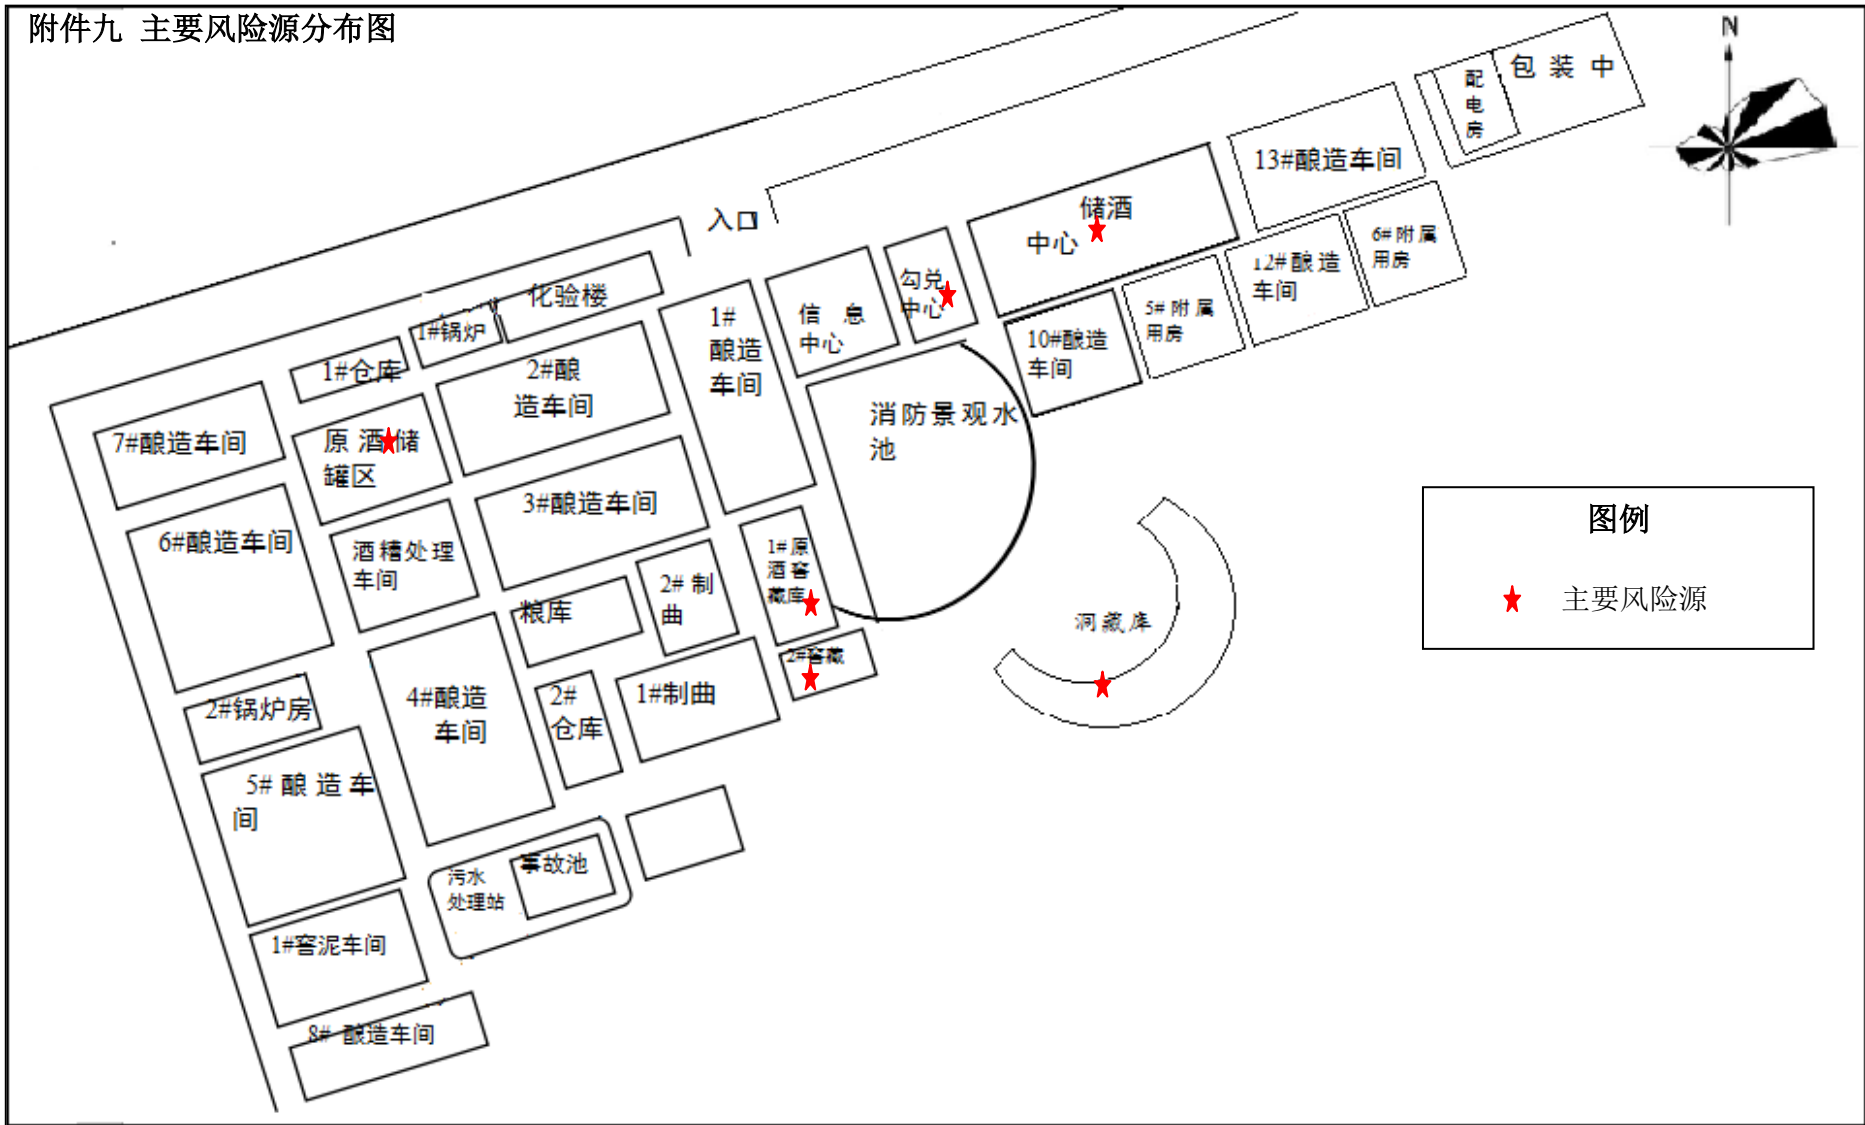 附件九 主要风险源分布图
N
包 装 中
配
电
房
13#酿造车间
储酒
中心
入口
6# 附 属
用房
12# 酿 造
车间
5# 附 属
用房
10#酿造
车间
勾兑
中心
信 息
中心
化验楼
1#锅炉
1#仓库
1#
酿造
车间
2#酿
造车间
7#酿造车间
原 酒 储
罐区
消防景观水
池
3#酿造车间
6#酿造车间
酒糟处理
车间
1# 原
酒 窖
藏库
2# 制
曲
粮库
2#窖藏
洞藏库
图例
主要风险源
2#锅炉房
4#酿造
车间
2#
仓库
1#制曲
5# 酿 造 车
间
污水
处理站
事故池
1#窖泥车间
8# 酿造车间